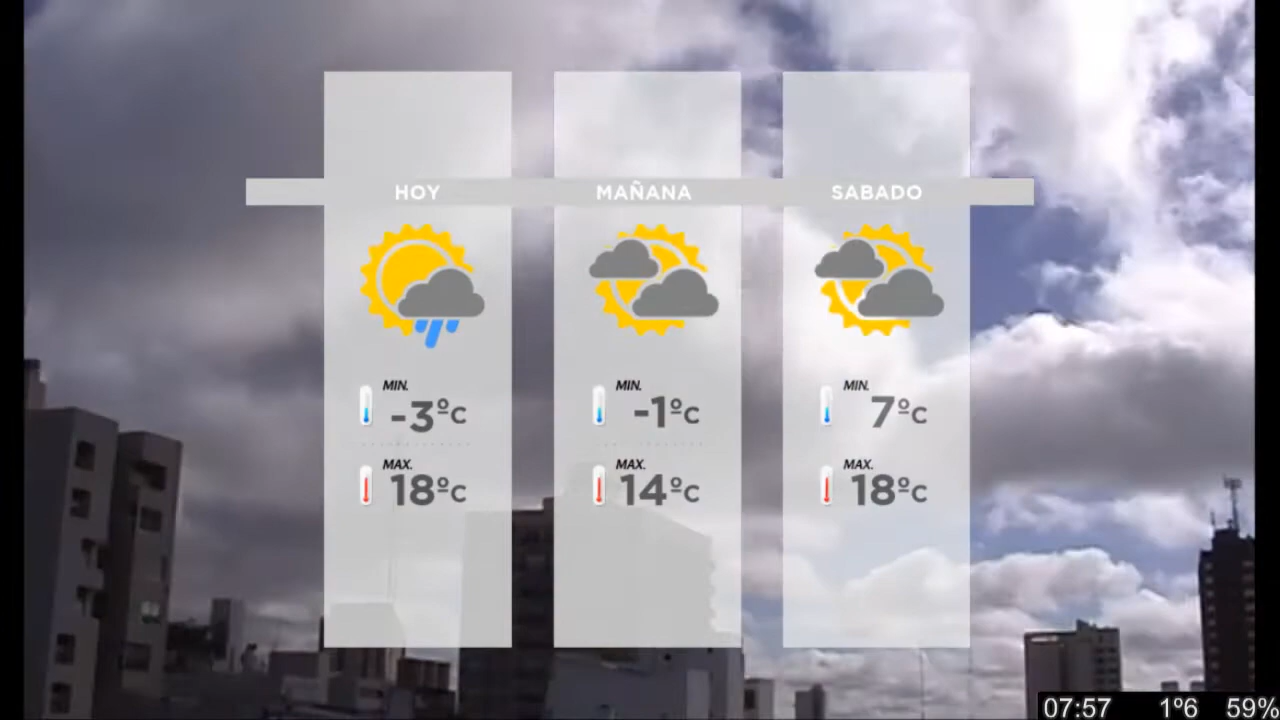 HOY
MIN.
-3ºC
MAX.
18ºC
MAÑANA
MIN.
-1ºC
MAX.
14ºC
SABADO
MIN.
7ºC
MAX.
18ºC
07:57 1º6 59%